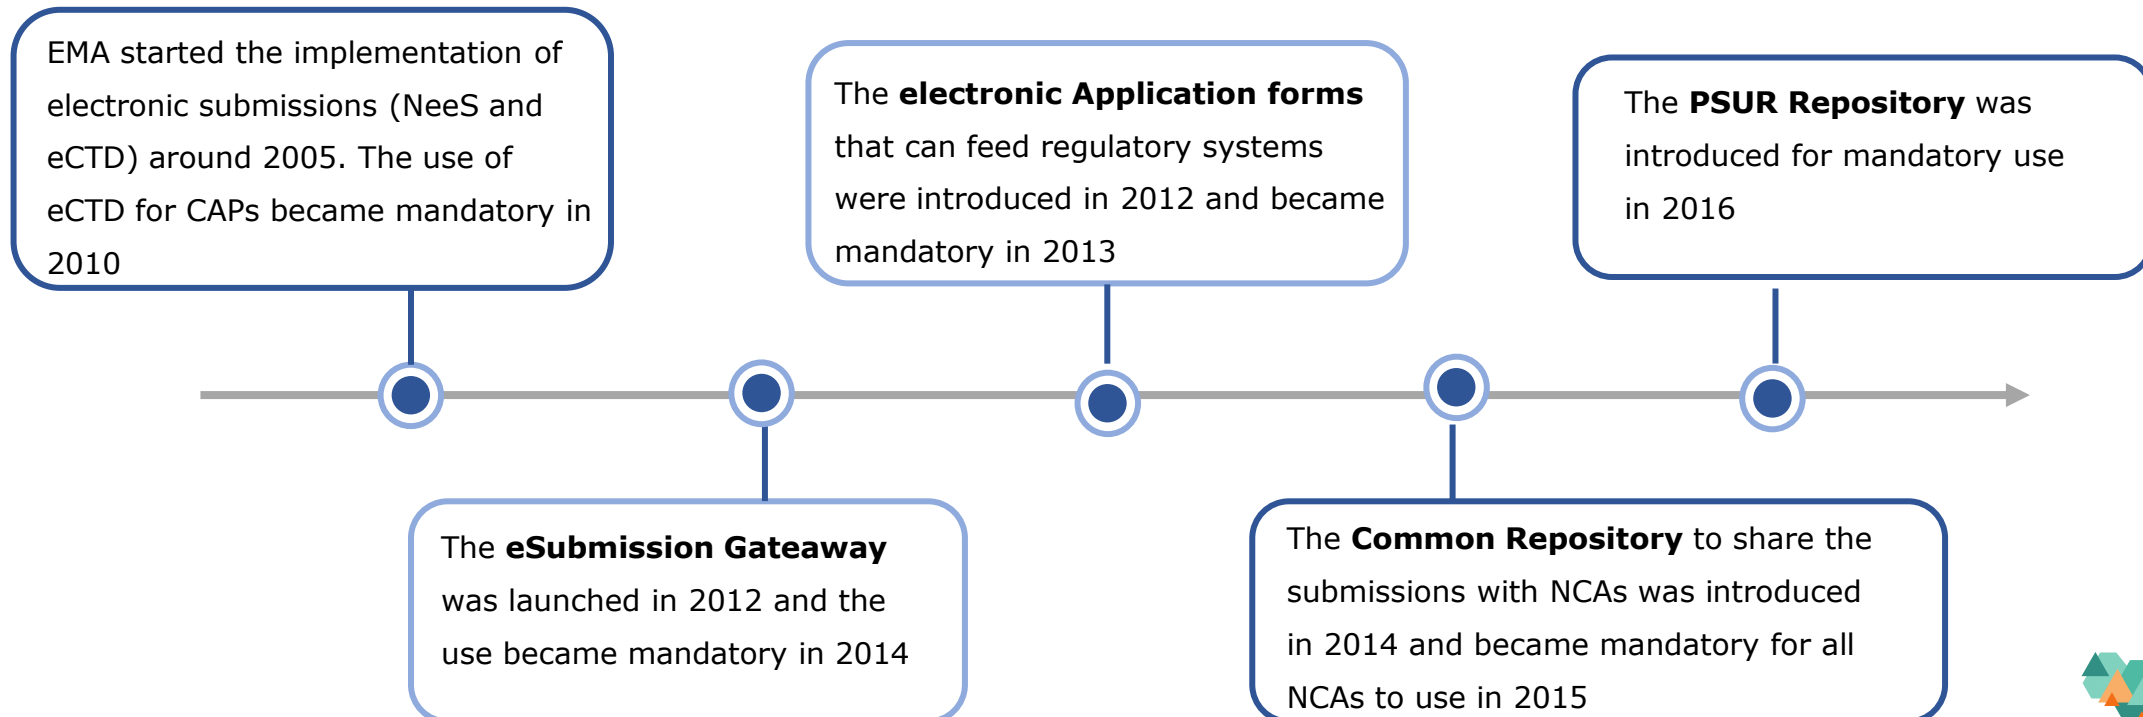 EMA started the implementation of
electronic submissions (NeeS and
eCTD) around 2005. The use of
eCTD for CAPs became mandatory in
2010
The eSubmission Gateaway
was launched in 2012 and the
use became mandatory in 2014
The electronic Application forms
that can feed regulatory systems
were introduced in 2012 and became
mandatory in 2013
The Common Repository to share the
submissions with NCAs was introduced
in 2014 and became mandatory for all
NCAs to use in 2015
The PSUR Repository was
introduced for mandatory use
in 2016